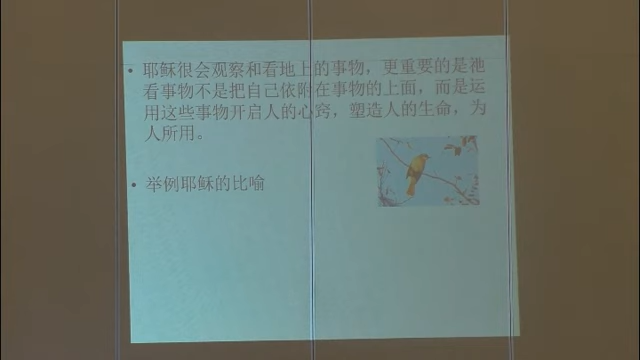 • 耶稣很会观察和看地上的事物，更重要的是祂
看事物不是把自己依附在事物的上面，而是运
用这些事物开启人的心窍，塑造人的生命，为
人所用。
• 举例耶稣的比喻